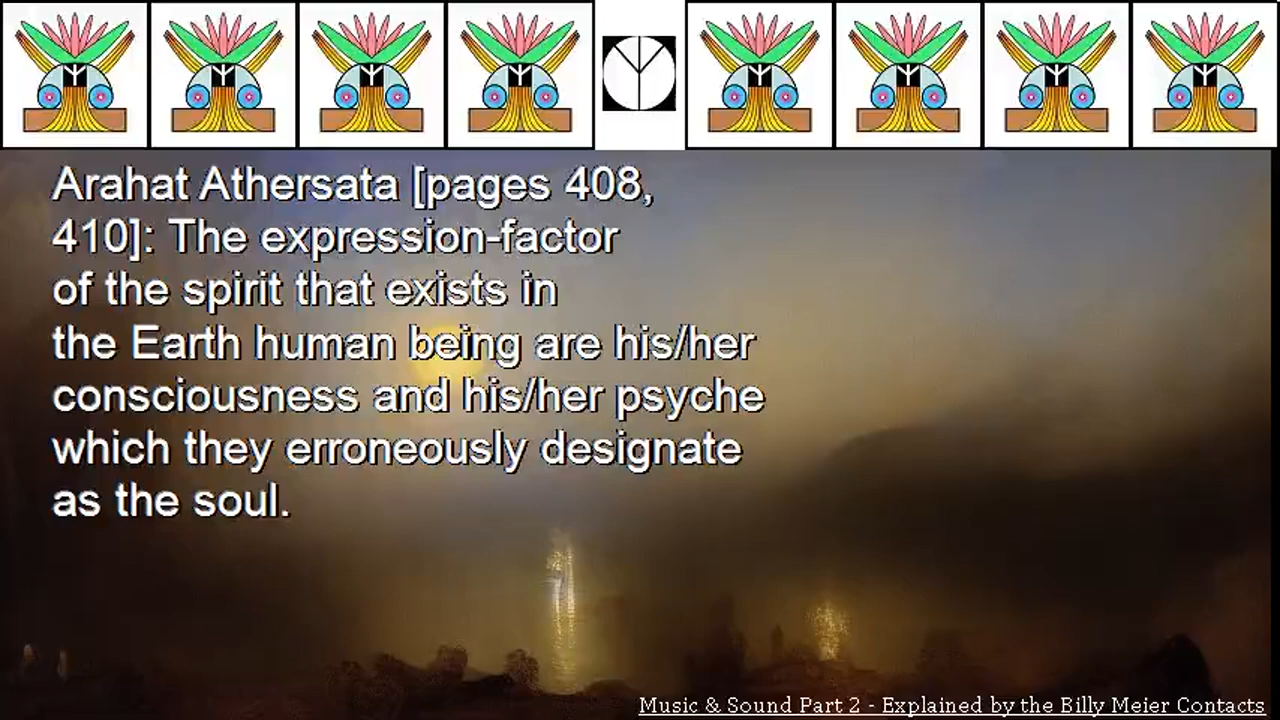 Arahat Athersata [pages 408,
410]: The expression-factor
of the spirit that exists in
the Earth human being are his/her
consciousness and his/her psyche
which they erroneously designate
as the soul.
Music & Sound Part 2 - Explained by the Billy Meier Contacts